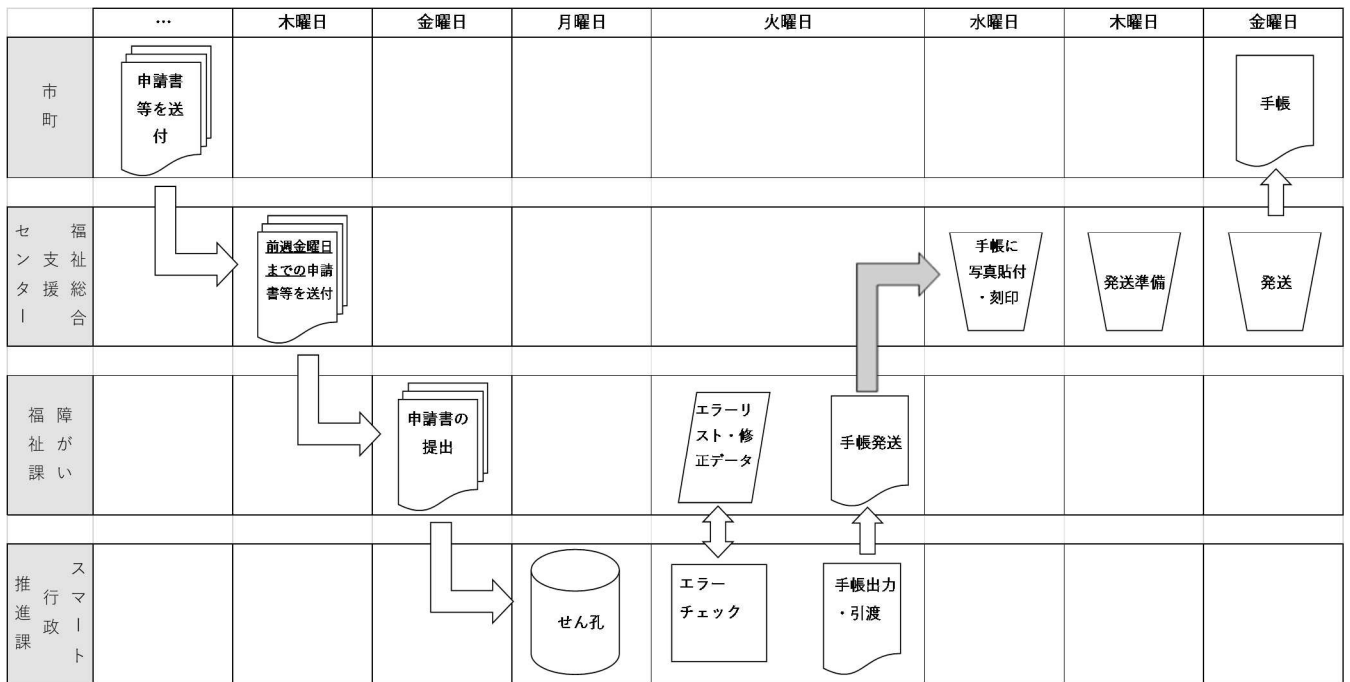 …
木曜日
金曜日
月曜日
火曜日
水曜日
木曜日
金曜日
市町
申請書
等を送
付
手帳
福祉総合
支援
センター
前週金曜日
までの申請
書等を送付
手帳に
写真貼付
・刻印
発送準備
発送
障がい
福祉課
申請書の
提出
エラーリ
スト・修
正データ
手帳発送
スマート
行政
推進課
せん孔
エラー
チェック
手帳出力
・引渡